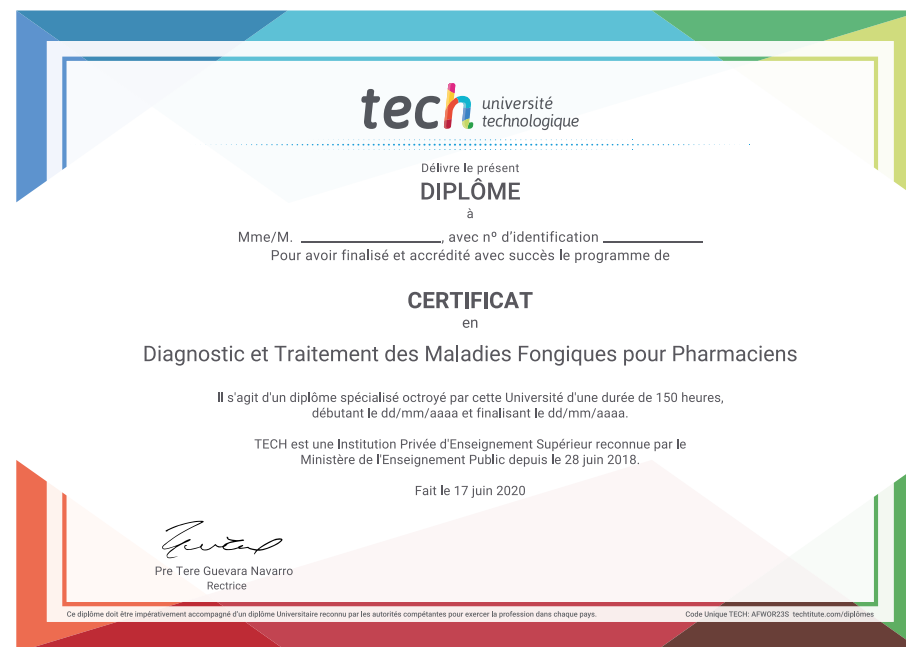 tech université
technologique
Délivre le présent
DIPLÔME
à
Mme/M. ____________________, avec nº d'identification ______________
Pour avoir finalisé et accrédité avec succès le programme de
CERTIFICAT
en
Diagnostic et Traitement des Maladies Fongiques pour Pharmaciens
Il s'agit d'un diplôme spécialisé octroyé par cette Université d'une durée de 150 heures,
débutant le dd/mm/aaaa et finalisant le dd/mm/aaaa.
TECH est une Institution Privée d'Enseignement Supérieur reconnue par le
Ministère de l'Enseignement Public depuis le 28 juin 2018.
Fait le 17 juin 2020
Pre Tere Guevara Navarro
Rectrice
Ce diplôme doit être impérativement accompagné d'un diplôme Universitaire reconnu par les autorités compétantes pour exercer la profession dans chaque pays. Code Unique TECH: AFWOR23S techtitute.com/diplômes